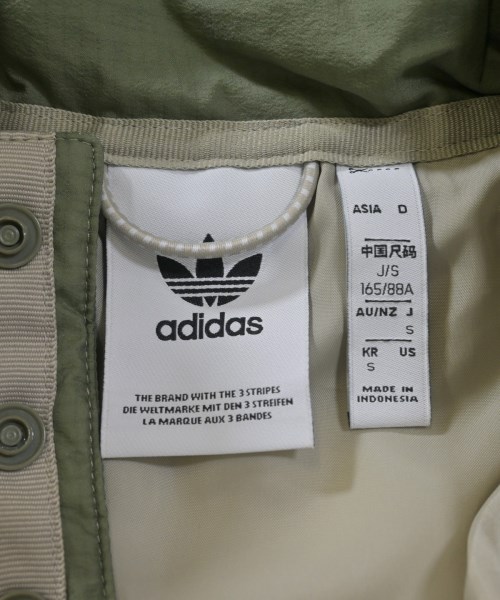 adidas
THE BRAND WITH THE 3 STRIPES
DIE WELTMARKE MIT DEN 3 STREIFEN
LA MARQUE AUX 3 BANDES
ASIA D
中国尺码
J/S
165/88A
AU/NZ J
S
KR US
S
MADE IN
INDONESIA